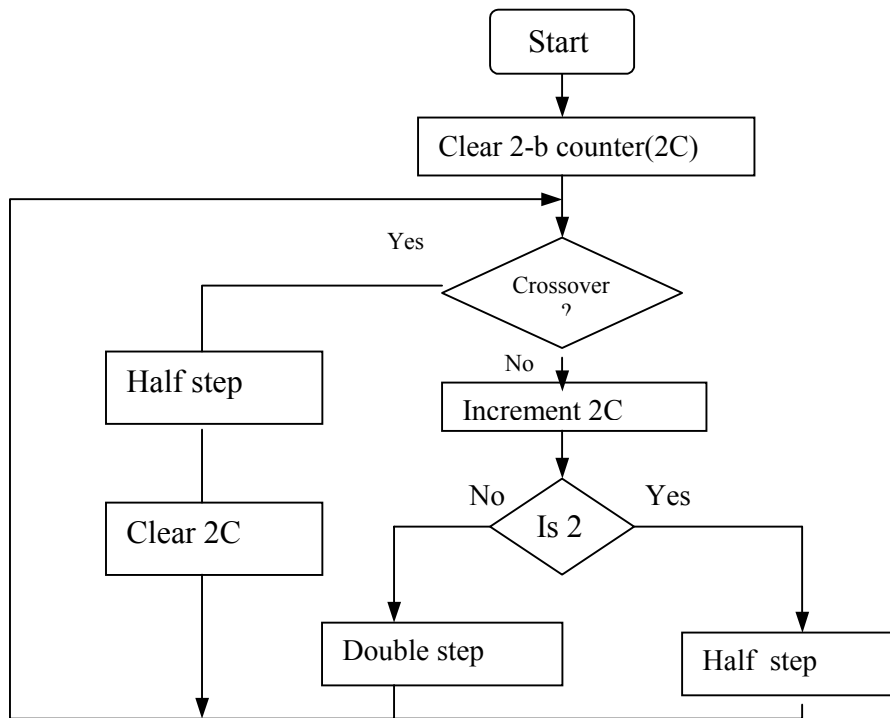 Start
Clear 2-b counter(2C)
Yes
Crossover
?
No
Half step
Increment 2C
No
Yes
Is 2
Clear 2C
Double step
Half step